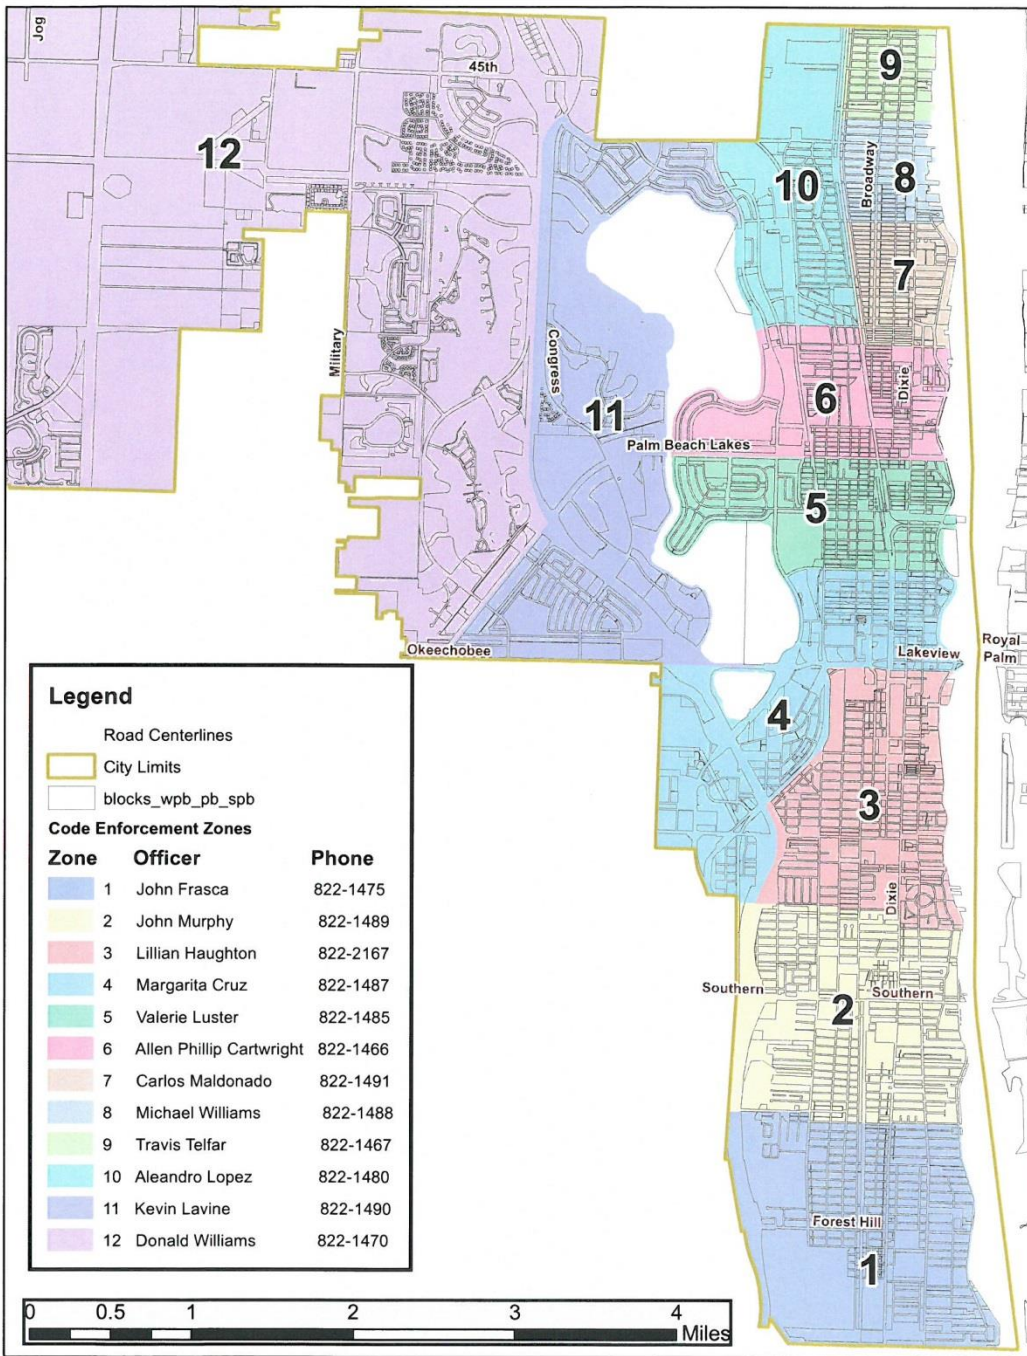 Jog
45th
9
12
Broadway
10
8
7
Military
Congress
Dixie
6
11
Palm Beach Lakes
5
Royal
Palm
Okeechobee
Lakeview
4
3
Dixie
Southern
Southern
2
Forest Hill
1
Legend
Road Centerlines
City Limits
blocks_wpb_pb_spb
Code Enforcement Zones
Zone Officer Phone
1 John Frasca 822-1475
2 John Murphy 822-1489
3 Lillian Haughton 822-2167
4 Margarita Cruz 822-1487
5 Valerie Luster 822-1485
6 Allen Phillip Cartwright 822-1466
7 Carlos Maldonado 822-1491
8 Michael Williams 822-1488
9 Travis Telfar 822-1467
10 Aleandro Lopez 822-1480
11 Kevin Lavine 822-1490
12 Donald Williams 822-1470
0 0.5 1 2 3 4
Miles